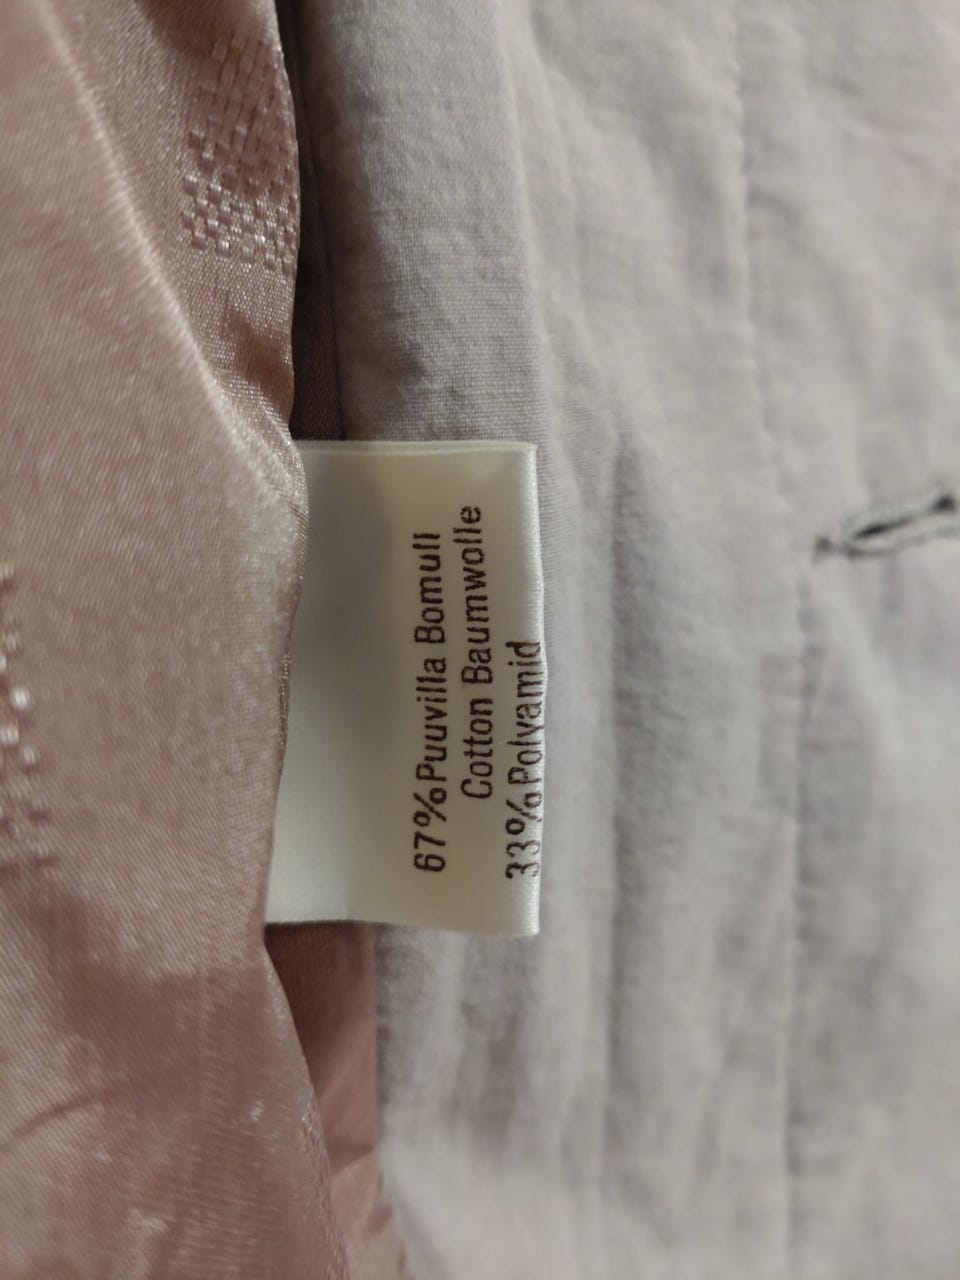 67% Puuvilla Bomull
Cotton Baumwolle
33% Polyamid